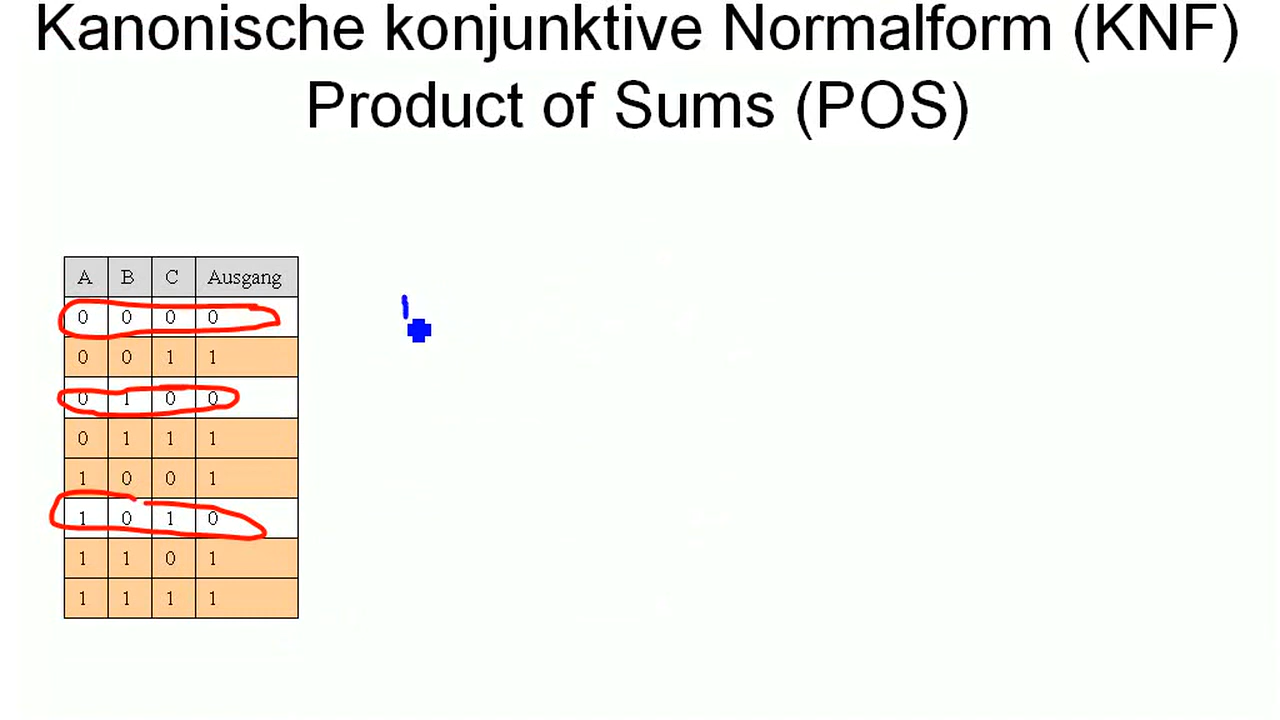 Kanonische konjunktive Normalform (KNF)
Product of Sums (POS)
A B C Ausgang
0 0 0 0
0 0 1 1
0 1 0 0
0 1 1 1
1 0 0 1
1 0 1 0
1 1 0 1
1 1 1 1